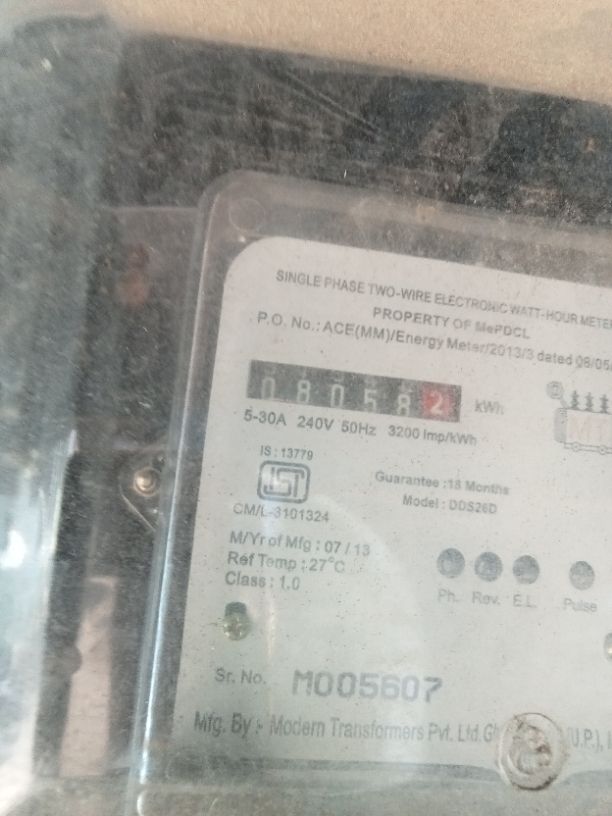 SINGLE PHASE TWO-WIRE ELECTRONIC WATT-HOUR METER
PROPERTY OF MePDCL
P.O. No.: ACE(MM)/Energy Meter/2013/3 dated 08/05
080582 kWh
5-30A 240V 50Hz 3200 Imp/kWh
IS : 13779
ISI
CM/L-3101324
Guarantee :18 Months
Model : DDS26D
M/Yr of Mfg : 07 / 13
Ref Temp : 27°C
Class : 1.0
Ph. Rev. E.L. Pulse
Sr. No. M005607
Mfg. By :- Modern Transformers Pvt. Ltd. (U.P.),